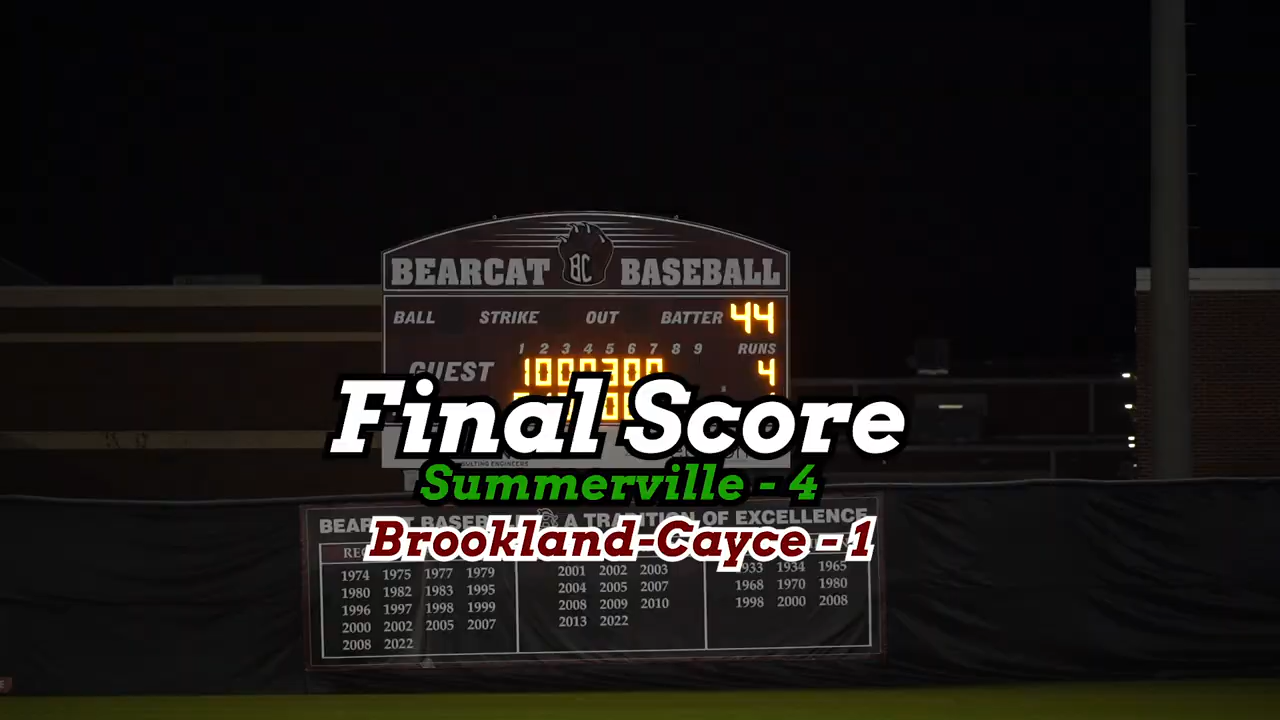 BEARCAT BC BASEBALL
BALL STRIKE OUT BATTER 44
1 2 3 4 5 6 7 8 9 RUNS
GUEST 1000300 4
Final Score
ULTING ENGINEERS
Summerville - 4
A TRADITION OF EXCELLENCE
Brookland-Cayce - 1
1974 1975 1977 1979
1980 1982 1983 1995
1996 1997 1998 1999
2000 2002 2005 2007
2008 2022
2001 2002 2003
2004 2005 2007
2008 2009 2010
2013 2022
1933 1934 1965
1968 1970 1980
1998 2000 2008